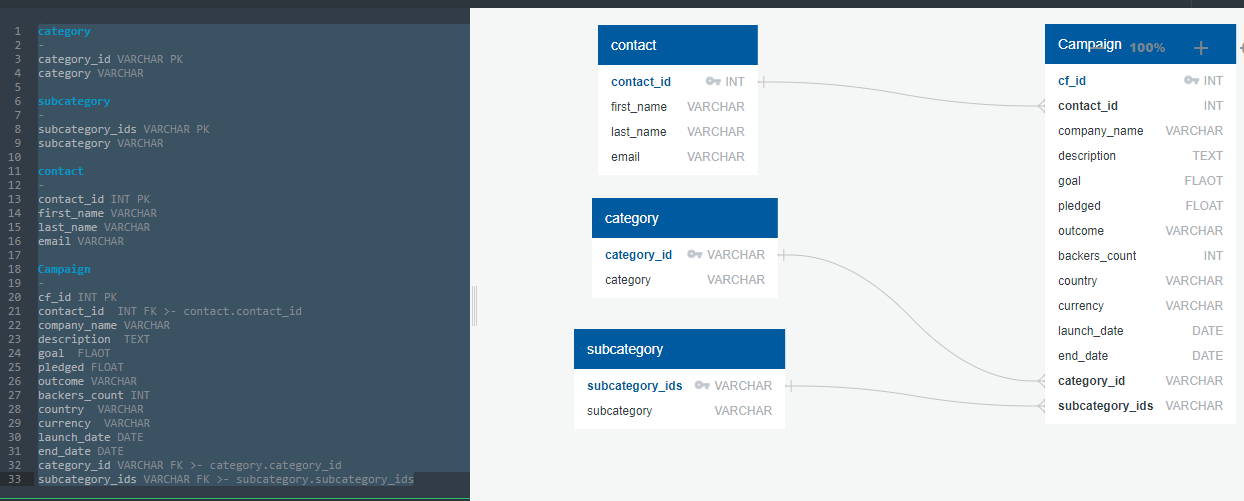 1 category
2 -
3 category_id VARCHAR PK
4 category VARCHAR
5
6 subcategory
7 -
8 subcategory_ids VARCHAR PK
9 subcategory VARCHAR
10
11 contact
12 -
13 contact_id INT PK
14 first_name VARCHAR
15 last_name VARCHAR
16 email VARCHAR
17
18 Campaign
19 -
20 cf_id INT PK
21 contact_id  INT FK >- contact.contact_id
22 company_name VARCHAR
23 description  TEXT
24 goal  FLAOT
25 pledged FLOAT
26 outcome VARCHAR
27 backers_count INT
28 country  VARCHAR
29 currency  VARCHAR
30 launch_date DATE
31 end_date DATE
32 category_id VARCHAR FK >- category.category_id
33 subcategory_ids VARCHAR FK >- subcategory.subcategory_ids
contact
contact_id INT
first_name VARCHAR
last_name VARCHAR
email VARCHAR
category
category_id VARCHAR
category VARCHAR
subcategory
subcategory_ids VARCHAR
subcategory VARCHAR
Campaign 100% +
cf_id INT
contact_id INT
company_name VARCHAR
description TEXT
goal FLAOT
pledged FLOAT
outcome VARCHAR
backers_count INT
country VARCHAR
currency VARCHAR
launch_date DATE
end_date DATE
category_id VARCHAR
subcategory_ids VARCHAR